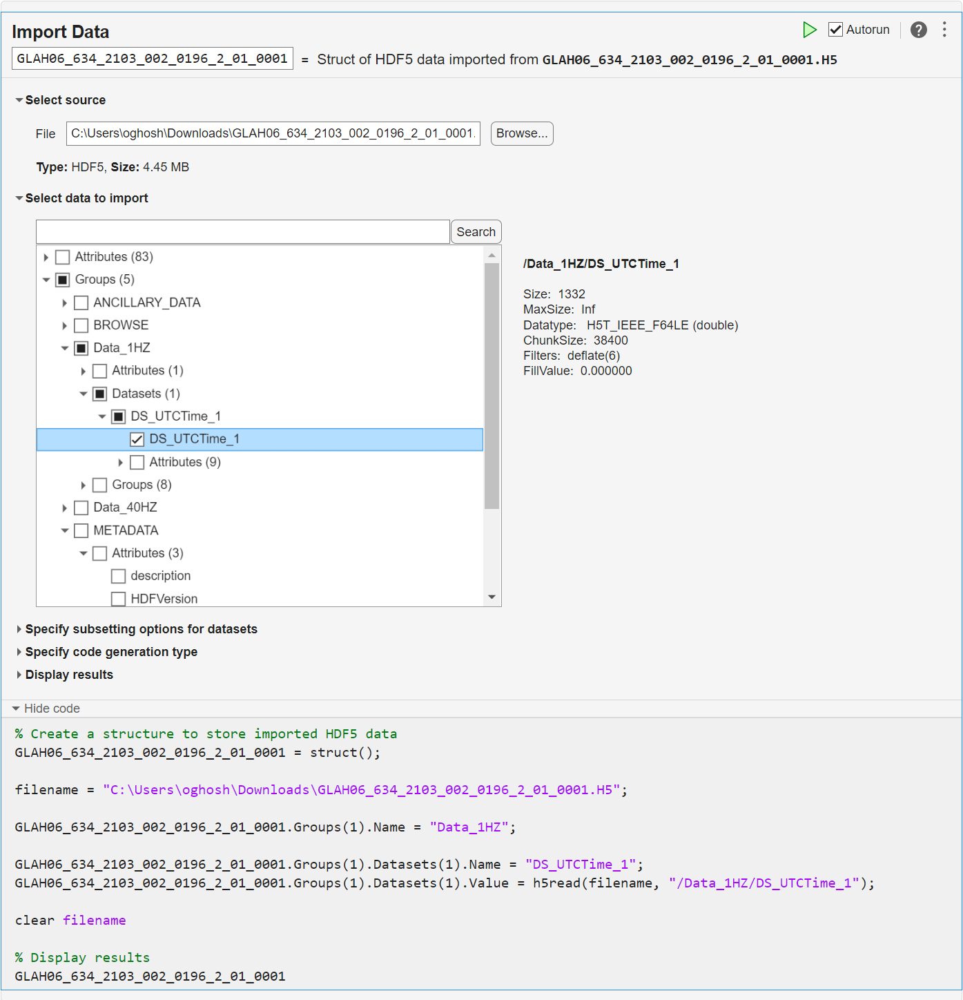 Import Data
Autorun
GLAH06_634_2103_002_0196_2_01_0001 = Struct of HDF5 data imported from GLAH06_634_2103_002_0196_2_01_0001.H5
Select source
File C:\Users\oghosh\Downloads\GLAH06_634_2103_002_0196_2_01_0001. Browse...
Type: HDF5, Size: 4.45 MB
Select data to import
Search
Attributes (83)
Groups (5)
ANCILLARY_DATA
BROWSE
Data_1HZ
Attributes (1)
Datasets (1)
DS_UTCTime_1
DS_UTCTime_1
Attributes (9)
Groups (8)
Data_40HZ
METADATA
Attributes (3)
description
HDFVersion
/Data_1HZ/DS_UTCTime_1
Size: 1332
MaxSize: Inf
Datatype: H5T_IEEE_F64LE (double)
ChunkSize: 38400
Filters: deflate(6)
FillValue: 0.000000
Specify subsetting options for datasets
Specify code generation type
Display results
Hide code
% Create a structure to store imported HDF5 data
GLAH06_634_2103_002_0196_2_01_0001 = struct();
filename = "C:\Users\oghosh\Downloads\GLAH06_634_2103_002_0196_2_01_0001.H5";
GLAH06_634_2103_002_0196_2_01_0001.Groups(1).Name = "Data_1HZ";
GLAH06_634_2103_002_0196_2_01_0001.Groups(1).Datasets(1).Name = "DS_UTCTime_1";
GLAH06_634_2103_002_0196_2_01_0001.Groups(1).Datasets(1).Value = h5read(filename, "/Data_1HZ/DS_UTCTime_1");
clear filename
% Display results
GLAH06_634_2103_002_0196_2_01_0001